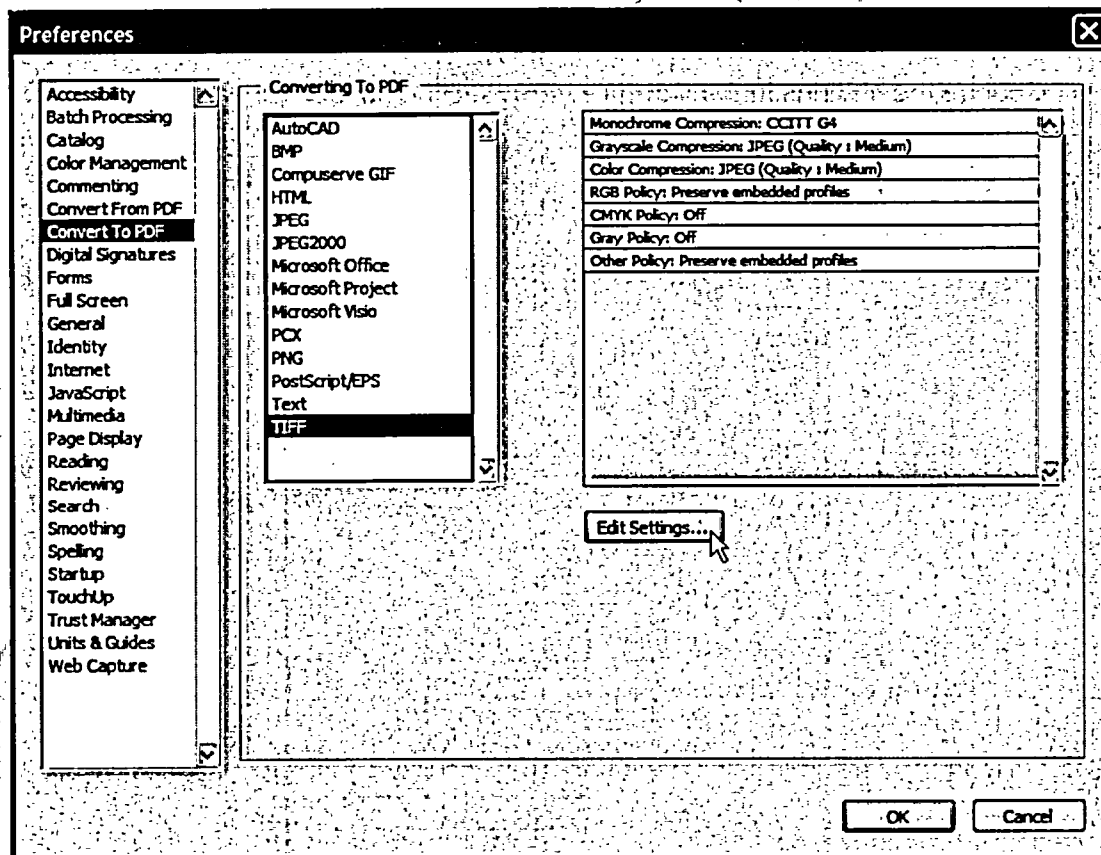 Preferences
Accessibility
Batch Processing
Catalog
Color Management
Commenting
Convert From PDF
Convert To PDF
Digital Signatures
Forms
Full Screen
General
Identity
Internet
JavaScript
Multimedia
Page Display
Reading
Reviewing
Search
Smoothing
Spelling
Startup
TouchUp
Trust Manager
Units & Guides
Web Capture
Converting To PDF
AutoCAD
BMP
Compuserve GIF
HTML
JPEG
JPEG2000
Microsoft Office
Microsoft Project
Microsoft Visio
PCX
PNG
PostScript/EPS
Text
TIFF
Monochrome Compression: CCITT G4
Grayscale Compression: JPEG (Quality : Medium)
Color Compression: JPEG (Quality : Medium)
RGB Policy: Preserve embedded profiles
CMYK Policy: Off
Gray Policy: Off
Other Policy: Preserve embedded profiles
Edit Settings...
OK
Cancel